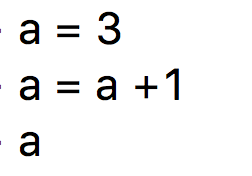 - a = 3
- a = a +1
- a